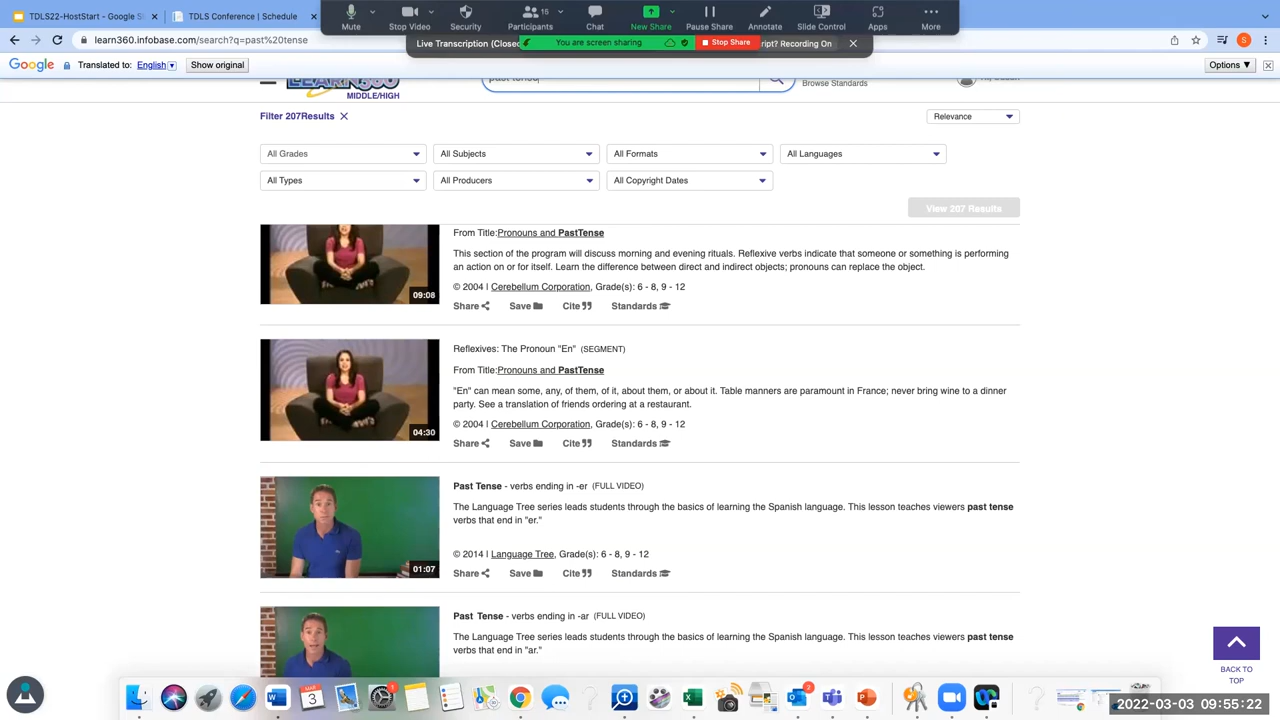 TDLS22-HostStart - Google S
TDLS Conference | Schedule
Mute
Stop Video
Security
15
Participants
Chat
New Share
Pause Share
Annotate
Slide Control
Apps
More
learn360.infobase.com/search?q=past%20tense
Live Transcription (Close
You are screen sharing
Stop Share
ript? Recording On
Google
Translated to: English
Show original
Options ▼
past tense
MIDDLE/HIGH
Browse Standards
Filter 207Results
Relevance
All Grades
All Subjects
All Formats
All Languages
All Types
All Producers
All Copyright Dates
View 207 Results
From Title:Pronouns and PastTense
This section of the program will discuss morning and evening rituals. Reflexive verbs indicate that someone or something is performing
an action on or for itself. Learn the difference between direct and indirect objects; pronouns can replace the object.
09:08
© 2004 | Cerebellum Corporation, Grade(s): 6 - 8, 9 - 12
Share Save Cite Standards
Reflexives: The Pronoun "En" (SEGMENT)
From Title:Pronouns and PastTense
"En" can mean some, any, of them, of it, about them, or about it. Table manners are paramount in France; never bring wine to a dinner
party. See a translation of friends ordering at a restaurant.
04:30
© 2004 | Cerebellum Corporation, Grade(s): 6 - 8, 9 - 12
Share Save Cite Standards
Past Tense - verbs ending in -er (FULL VIDEO)
The Language Tree series leads students through the basics of learning the Spanish language. This lesson teaches viewers past tense
verbs that end in "er."
© 2014 | Language Tree, Grade(s): 6 - 8, 9 - 12
01:07
Share Save Cite Standards
Past Tense - verbs ending in -ar (FULL VIDEO)
The Language Tree series leads students through the basics of learning the Spanish language. This lesson teaches viewers past tense
verbs that end in "ar."
BACK TO
TOP
MAR
3
2022-03-03 09:55:22